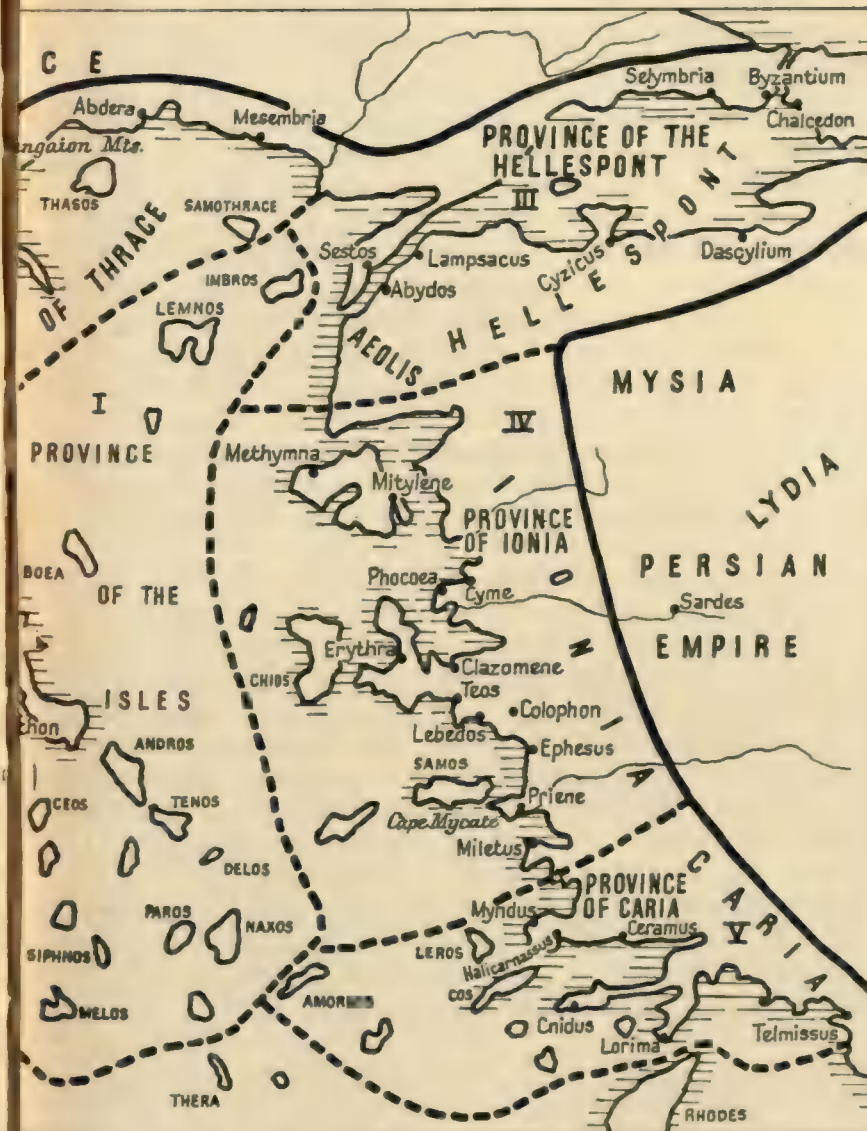 C E
Selymbria
Byzantium
Abdera
Mesembria
Chalcedon
ngaion Mts.
PROVINCE OF THE
HELLESPONT
III
THASOS
SAMOTHRACE
OF THRACE
Sestos
Lampsacus
Cyzicus
Dascylium
IMBROS
Abydos
HELLESPONT
LEMNOS
AEOLIS
MYSIA
I
IV
PROVINCE
Methymna
Mitylene
LYDIA
PROVINCE
OF IONIA
BOEA
OF THE
Phocoea
Cyme
PERSIAN
Sardes
EMPIRE
IONIA
Erythra
CHIOS
Clazomene
Teos
ISLES
Colophon
Lebedos
Ephesus
ANDROS
SAMOS
CEOS
TENOS
Priene
Cape Mycate
Miletus
DELOS
CARIA
PROVINCE
OF CARIA
V
PAROS
NAXOS
Myndus
Ceramus
SIPHNOS
LEROS
Halicarnassus
COS
MELOS
Cnidus
Lorima
Telmissus
THERA
RHODES